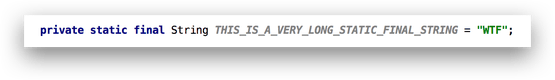 private static final String THIS_IS_A_VERY_LONG_STATIC_FINAL_STRING = "WTF";